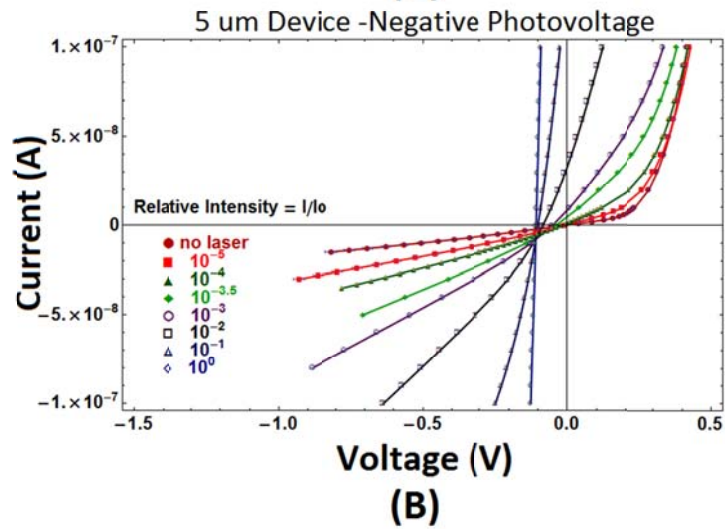 5 um Device -Negative Photovoltage
1.×10⁻⁷
5.×10⁻⁸
0
−5.×10⁻⁸
−1.×10⁻⁷
Current (A)
Relative Intensity = I/I₀
no laser
10⁻⁵
10⁻⁴
10⁻³·⁵
10⁻³
10⁻²
10⁻¹
10⁰
−1.5 −1.0 −0.5 0.0 0.5
Voltage (V)
(B)